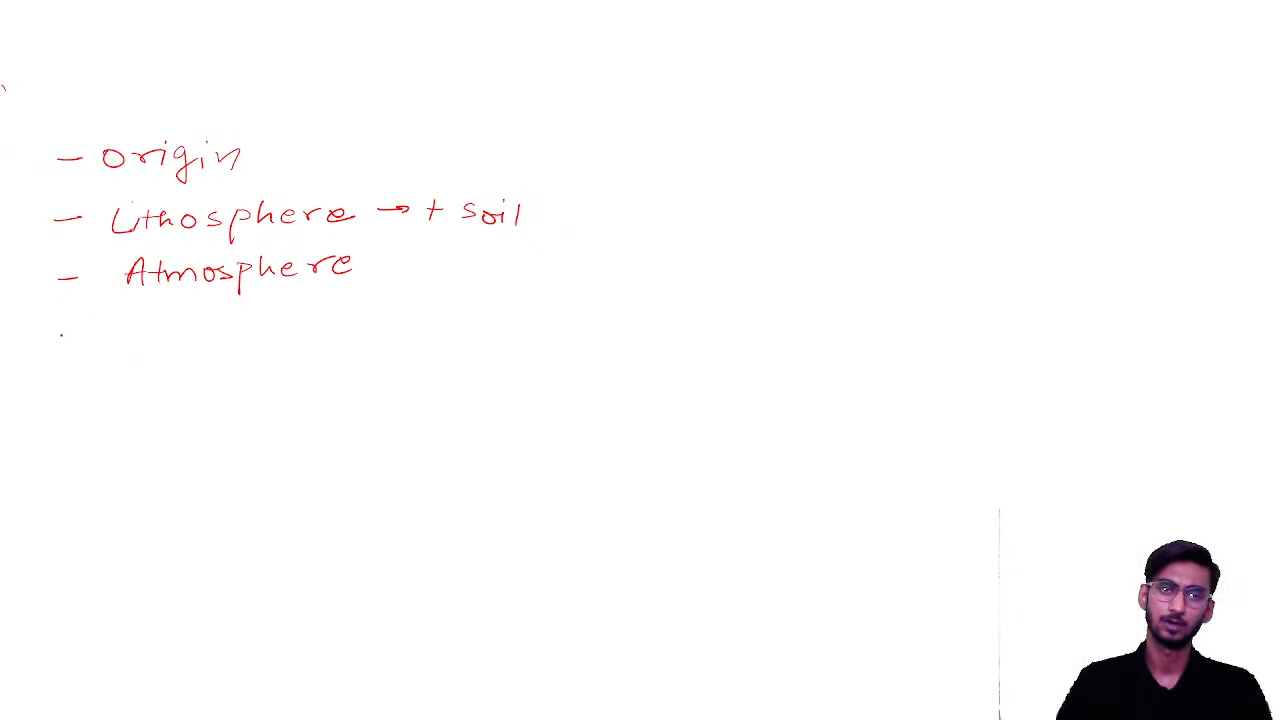 - Origin
- Lithosphere → + Soil
- Atmosphere